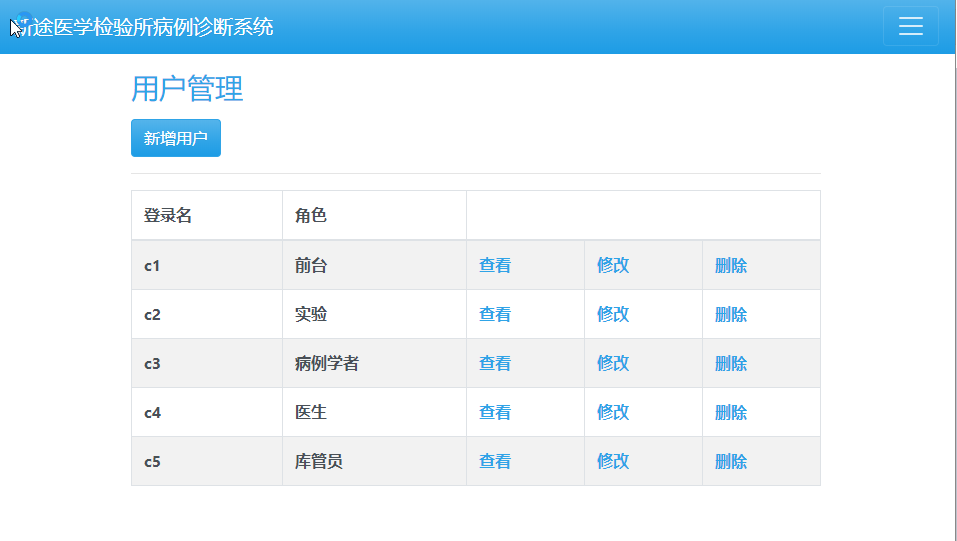 途医学检验所病例诊断系统
用户管理
新增用户
登录名 角色
c1 前台 查看 修改 删除
c2 实验 查看 修改 删除
c3 病例学者 查看 修改 删除
c4 医生 查看 修改 删除
c5 库管员 查看 修改 删除